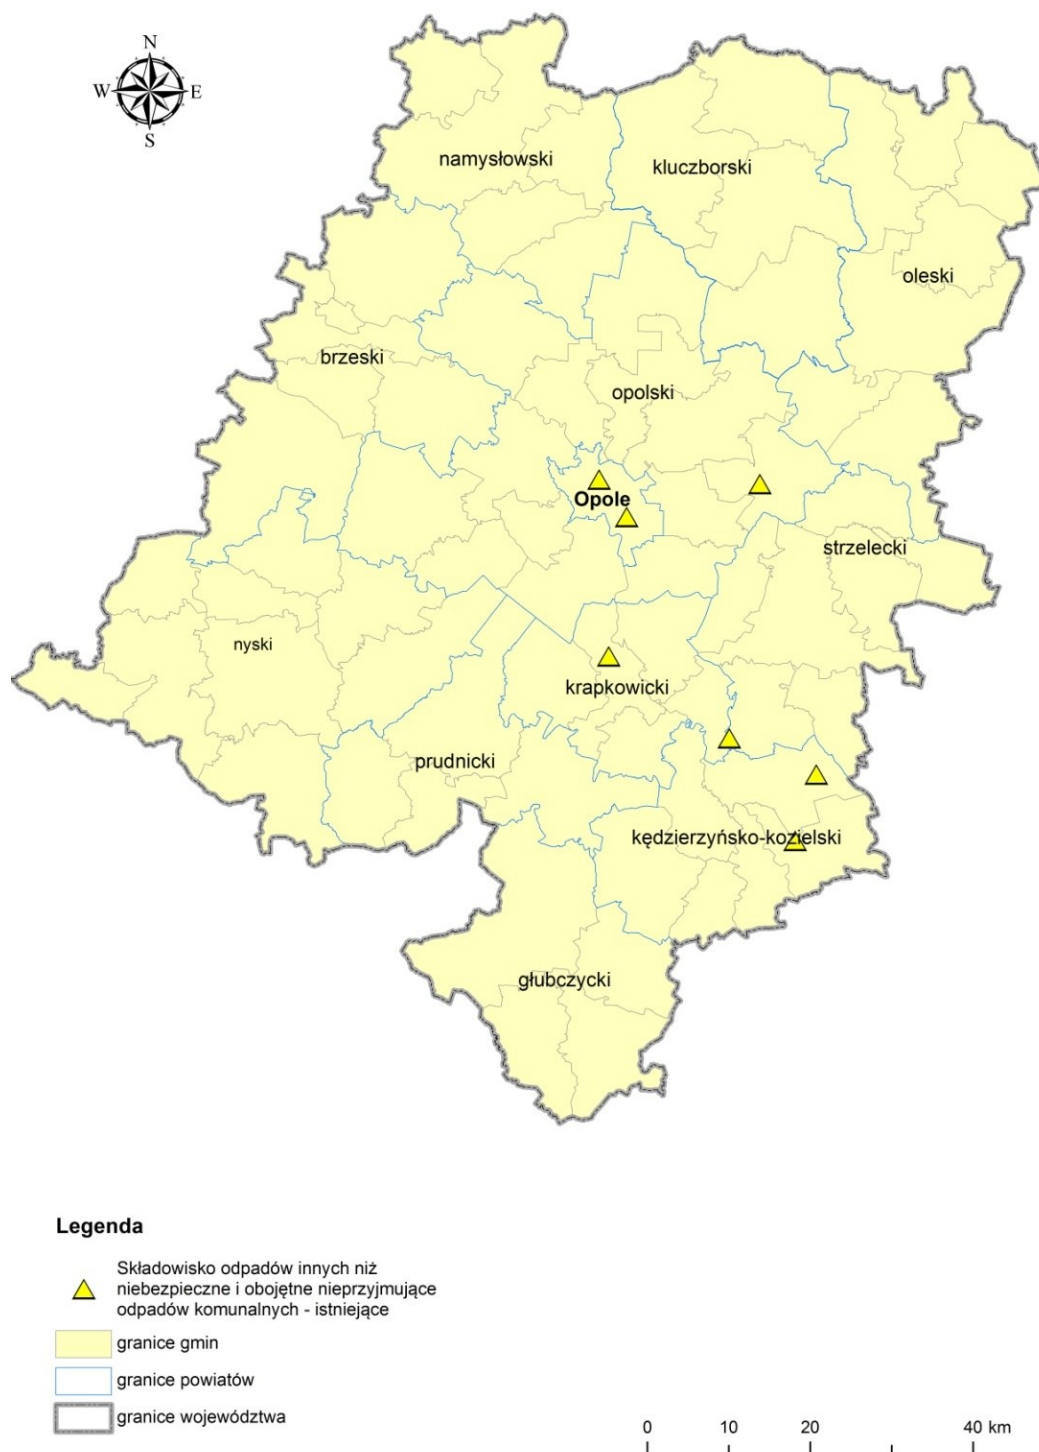 N
W E
S
namysłowski
kluczborski
oleski
brzeski
opolski
Opole
strzelecki
nyski
krapkowicki
prudnicki
kędzierzyńsko-kozielski
głubczycki
Legenda
Składowisko odpadów innych niż
niebezpieczne i obojętne nieprzyjmujące
odpadów komunalnych - istniejące
granice gmin
granice powiatów
granice województwa
0 10 20 40 km